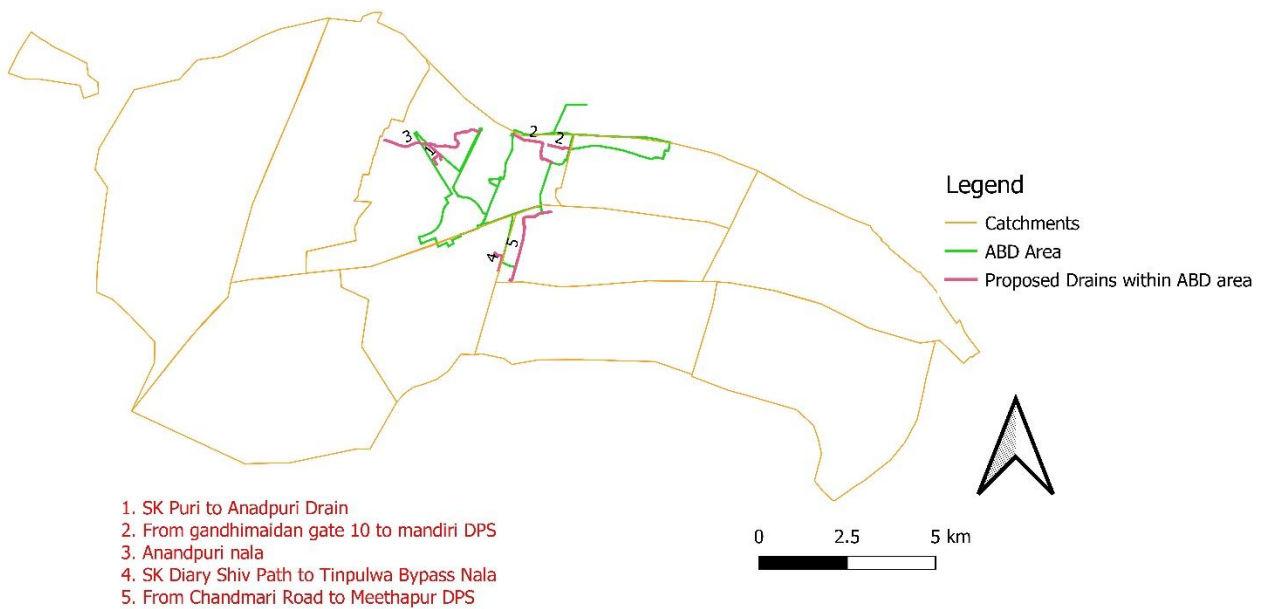 3
1
2
2
5
4
Legend
Catchments
ABD Area
Proposed Drains within ABD area
0 2.5 5 km
1. SK Puri to Anadpuri Drain
2. From gandhimaidan gate 10 to mandiri DPS
3. Anandpuri nala
4. SK Diary Shiv Path to Tinpulwa Bypass Nala
5. From Chandmari Road to Meethapur DPS